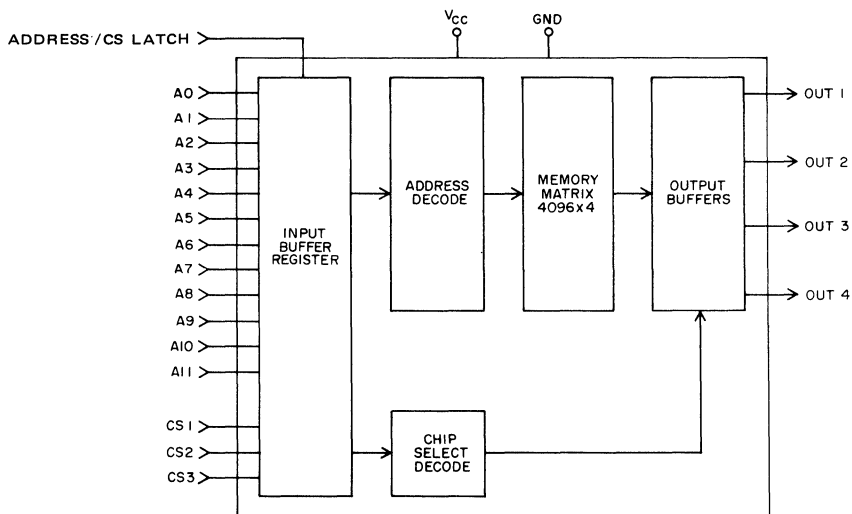 VCC
GND
ADDRESS/CS LATCH
A0
A1
A2
A3
A4
A5
A6
A7
A8
A9
A10
A11
CS1
CS2
CS3
INPUT
BUFFER
REGISTER
ADDRESS
DECODE
MEMORY
MATRIX
4096x4
OUTPUT
BUFFERS
CHIP
SELECT
DECODE
OUT 1
OUT 2
OUT 3
OUT 4